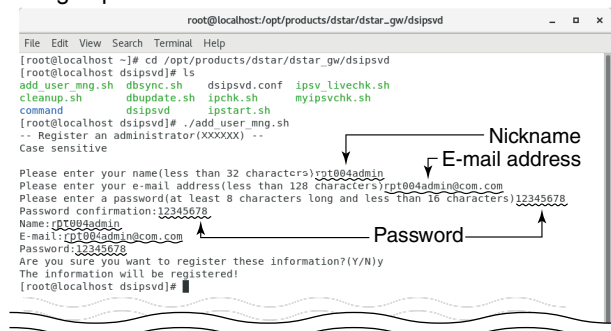 root@localhost:/opt/products/dstar/dstar_gw/dsipsvd
File Edit View Search Terminal Help
[root@localhost ~]# cd /opt/products/dstar/dstar_gw/dsipsvd
[root@localhost dsipsvd]# ls
add_user_mng.sh dbsync.sh dsipsvd.conf ipsv_livechk.sh
cleanup.sh dbupdate.sh ipchk.sh myipsvchk.sh
command dsipsvd ipstart.sh
[root@localhost dsipsvd]# ./add_user_mng.sh
-- Register an administrator(XXXXXX) --
Case sensitive
Nickname
E-mail address
Please enter your name(less than 32 characters)rpt004admin
Please enter your e-mail address(less than 128 characters)rpt004admin@com.com
Please enter a password(at least 8 characters long and less than 16 characters)12345678
Password confirmation:12345678
Name:rpt004admin
E-mail:rpt004admin@com.com
Password
Password:12345678
Are you sure you want to register these information?(Y/N)y
The information will be registered!
[root@localhost dsipsvd]#